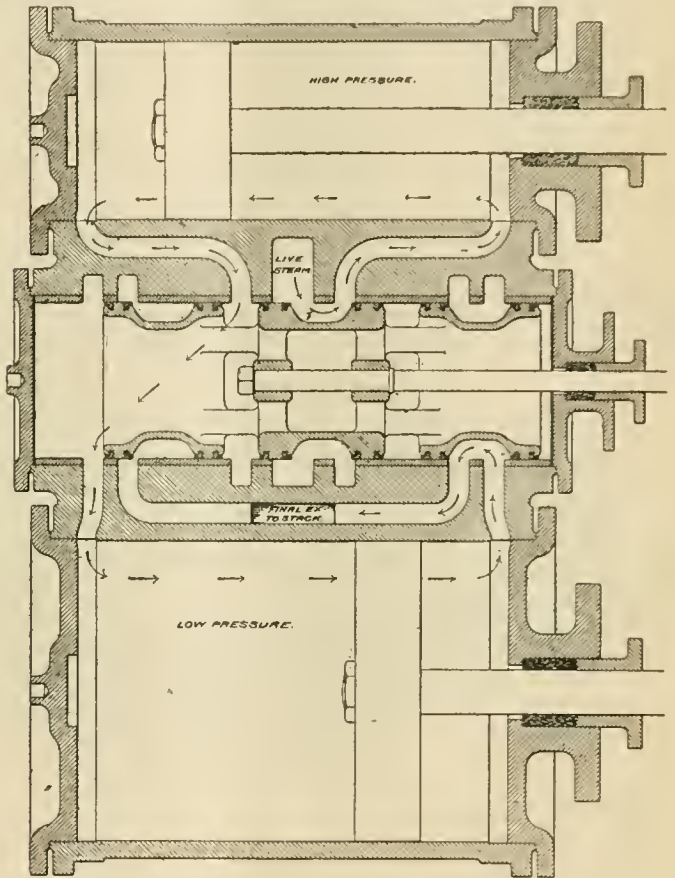 HIGH PRESSURE.
LIVE
STEAM
FINAL EX.
TO STACK
LOW PRESSURE.